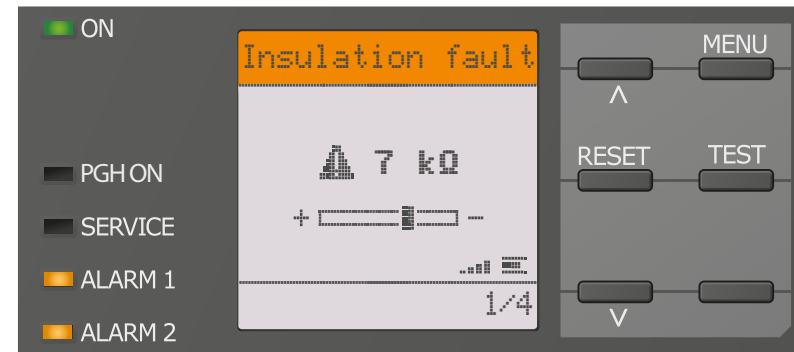 ON
PGH ON
SERVICE
ALARM 1
ALARM 2
Insulation fault
7 kΩ
+ -
1/4
MENU
RESET TEST